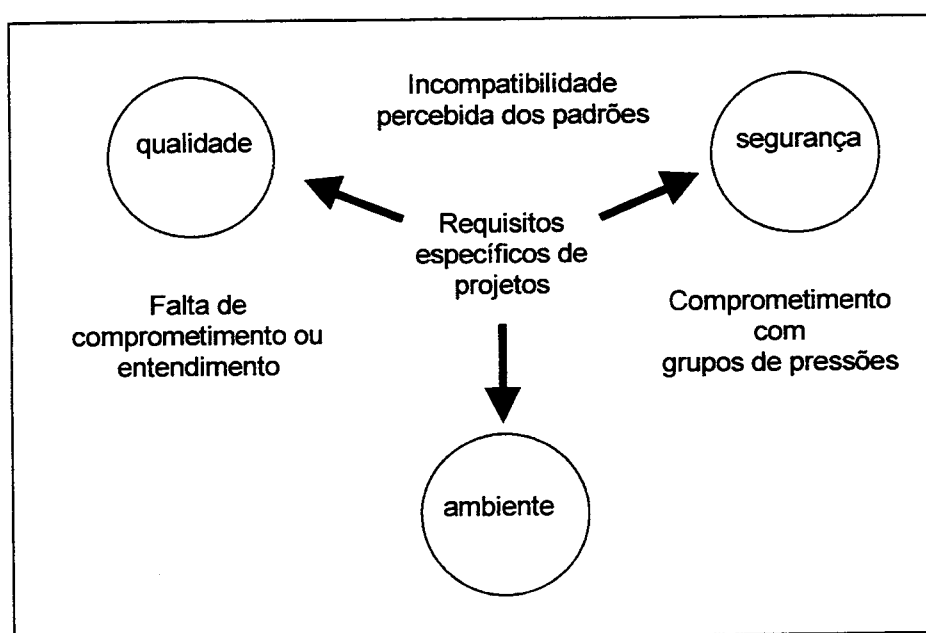 Incompatibilidade
percebida dos padrões
qualidade
segurança
Requisitos
específicos de
projetos
Falta de
comprometimento ou
entendimento
Comprometimento
com
grupos de pressões
ambiente